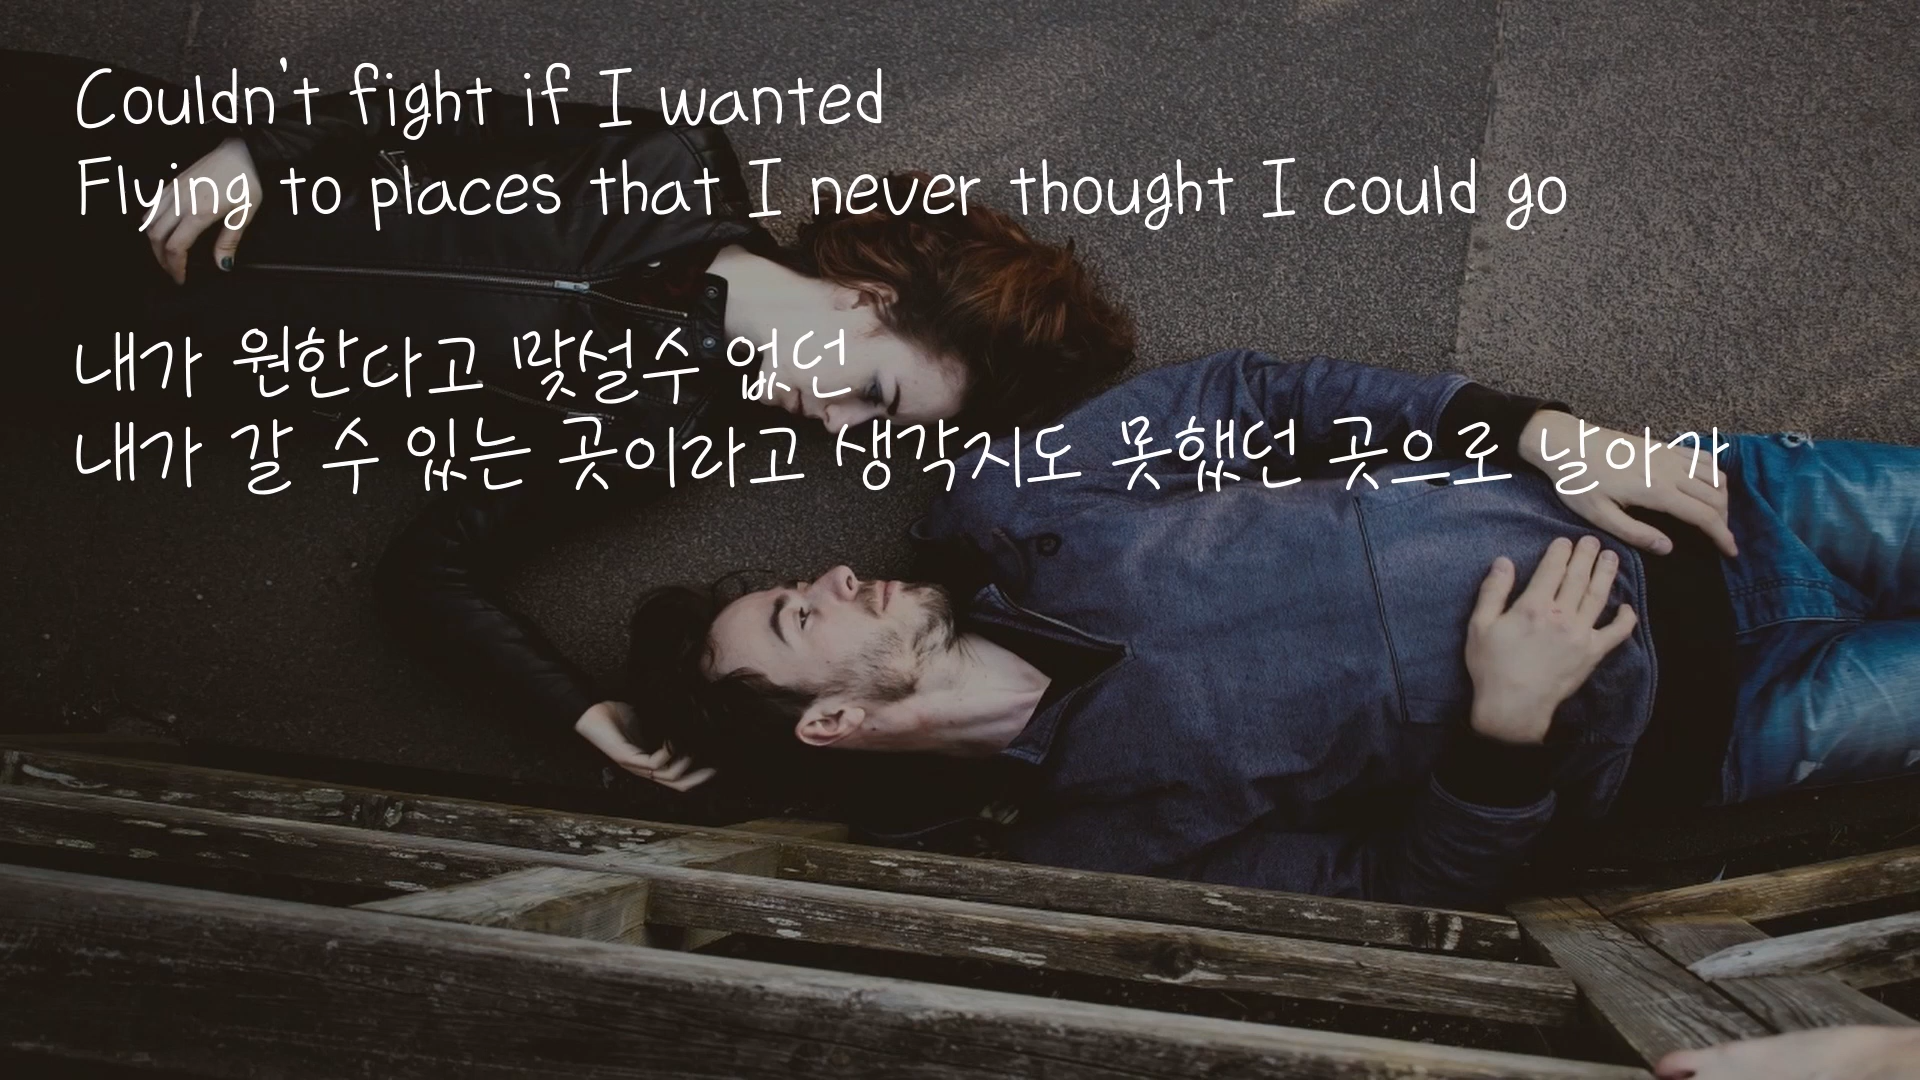 Couldn't fight if I wanted
Flying to places that I never thought I could go
내가 원한다고 맞설수 없던
내가 갈 수 있는 곳이라고 생각지도 못했던 곳으로 날아가